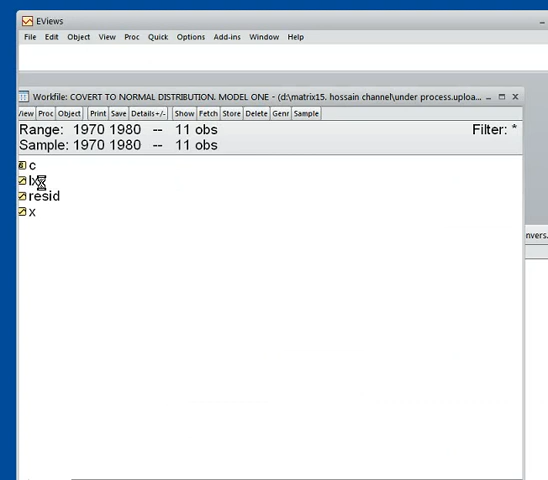 EViews
File Edit Object View Proc Quick Options Add-ins Window Help
Workfile: COVERT TO NORMAL DISTRIBUTION. MODEL ONE - (d:\matrix15. hossain channel\under process.uploa...
View Proc Object Print Save Details+/- Show Fetch Store Delete Genr Sample
Range: 1970 1980 -- 11 obs Filter: *
Sample: 1970 1980 -- 11 obs
c
lx
resid
x
nvers.